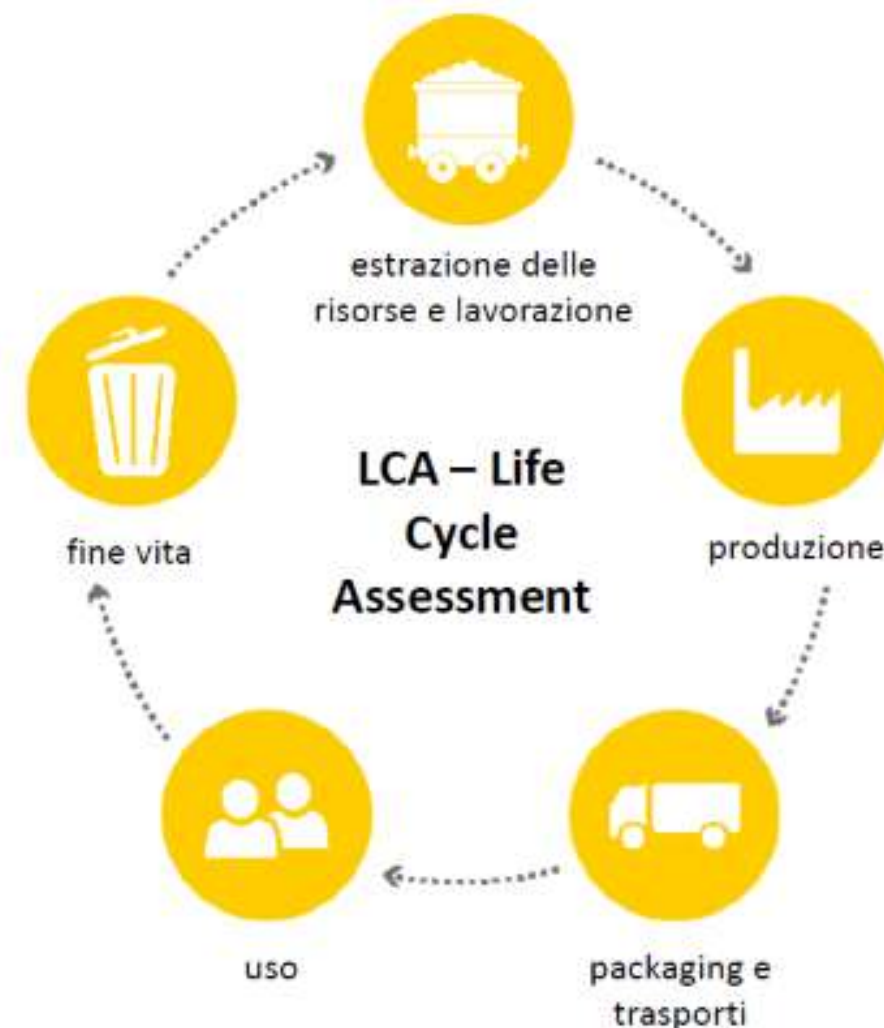 estrazione delle
risorse e lavorazione
LCA – Life
Cycle
Assessment
fine vita
produzione
uso
packaging e
trasporti